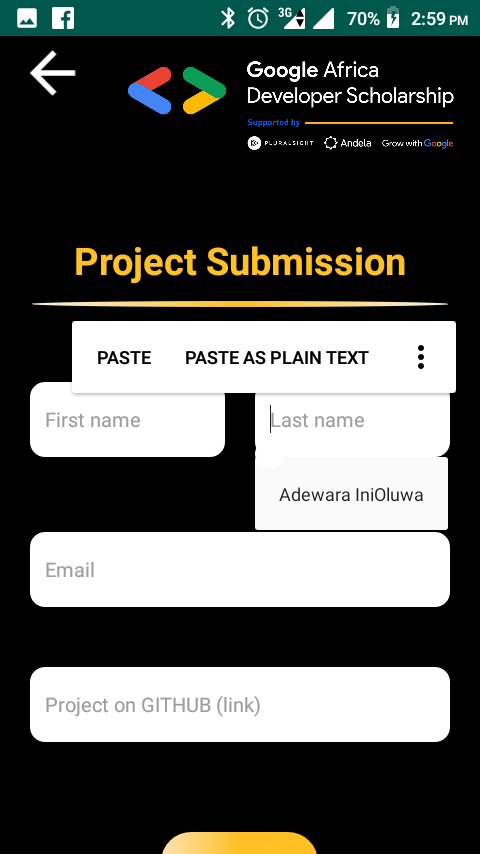 3G 70% 2:59 PM
Google Africa
Developer Scholarship
Supported by
PLURALSIGHT Andela Grow with Google
Project Submission
PASTE PASTE AS PLAIN TEXT
First name Last name
Adewara IniOluwa
Email
Project on GITHUB (link)